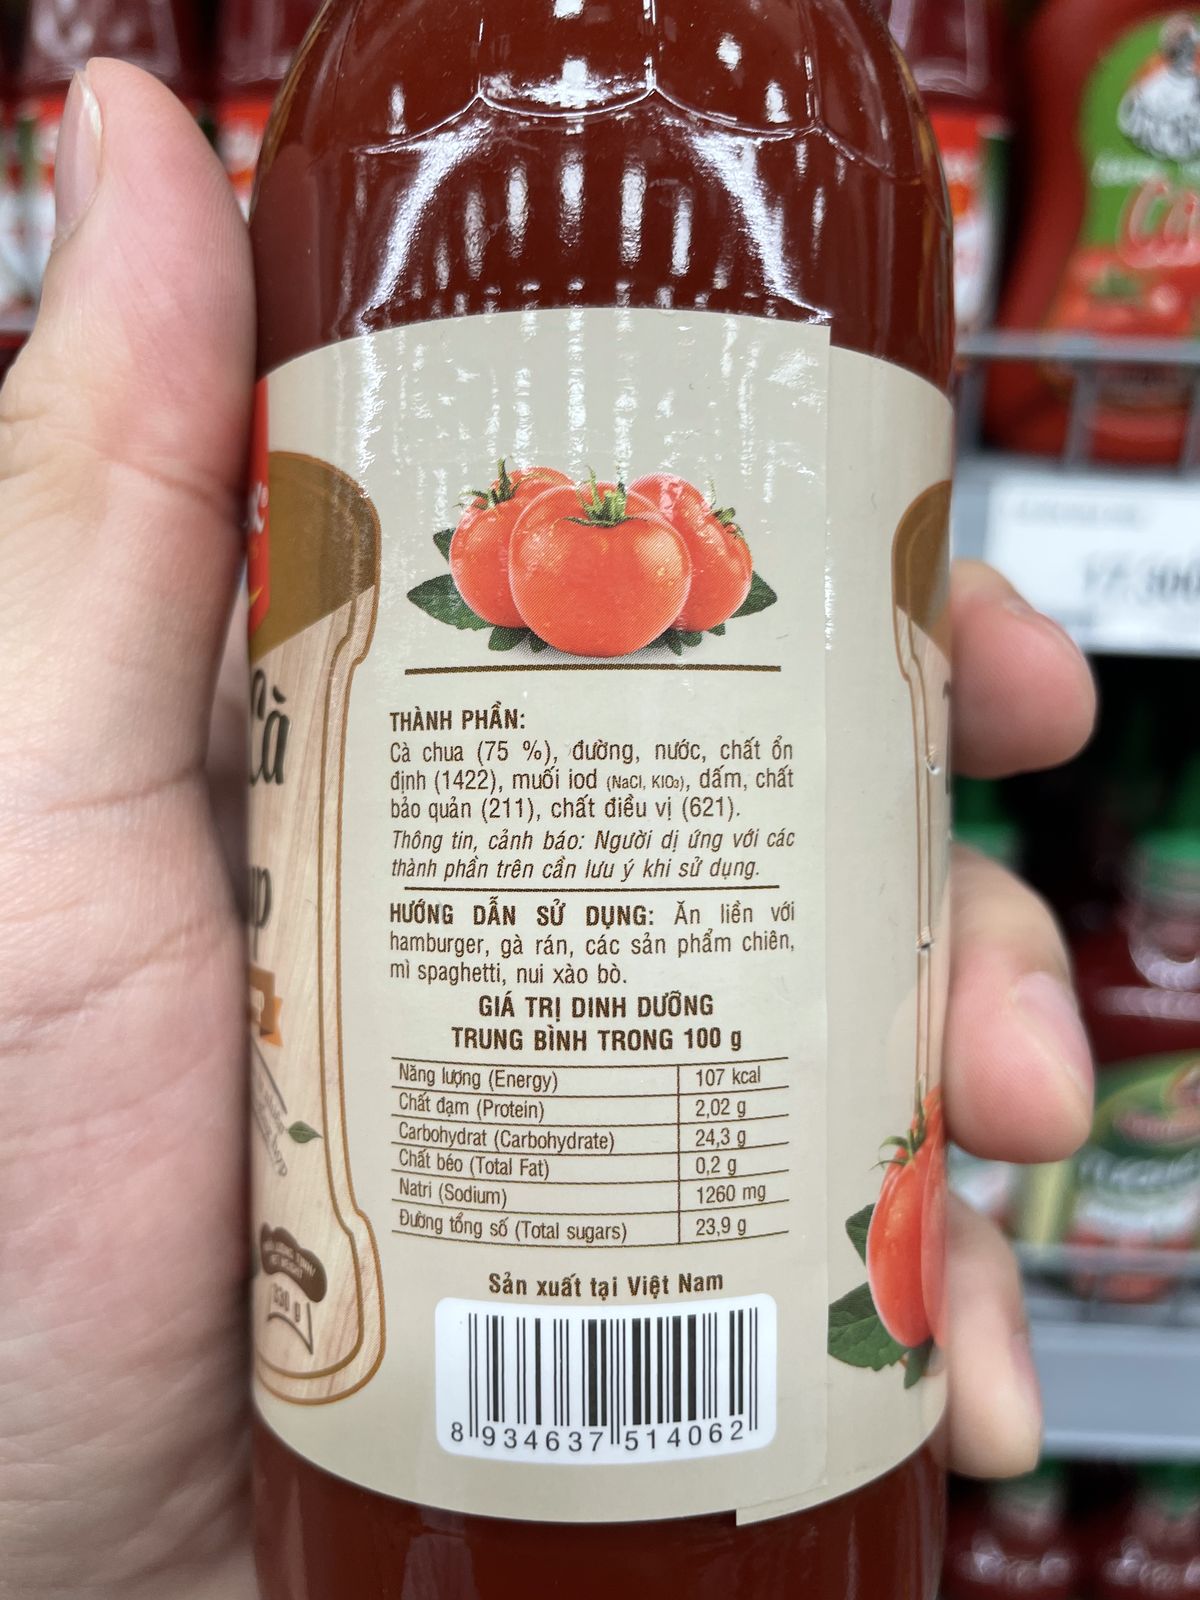 Cà
THÀNH PHẦN:
Cà chua (75 %), đường, nước, chất ổn
định (1422), muối iod (NaCl, KIO₃), dấm, chất
bảo quản (211), chất điều vị (621).
Thông tin, cảnh báo: Người dị ứng với các
thành phần trên cần lưu ý khi sử dụng.
HƯỚNG DẪN SỬ DỤNG: Ăn liền với
hamburger, gà rán, các sản phẩm chiên,
mì spaghetti, nui xào bò.
GIÁ TRỊ DINH DƯỠNG
TRUNG BÌNH TRONG 100 g
Năng lượng (Energy) 107 kcal
Chất đạm (Protein) 2,02 g
Carbohydrat (Carbohydrate) 24,3 g
Chất béo (Total Fat) 0,2 g
Natri (Sodium) 1260 mg
Đường tổng số (Total sugars) 23,9 g
NET WEIGHT
330 g
Sản xuất tại Việt Nam
8 934637 514062